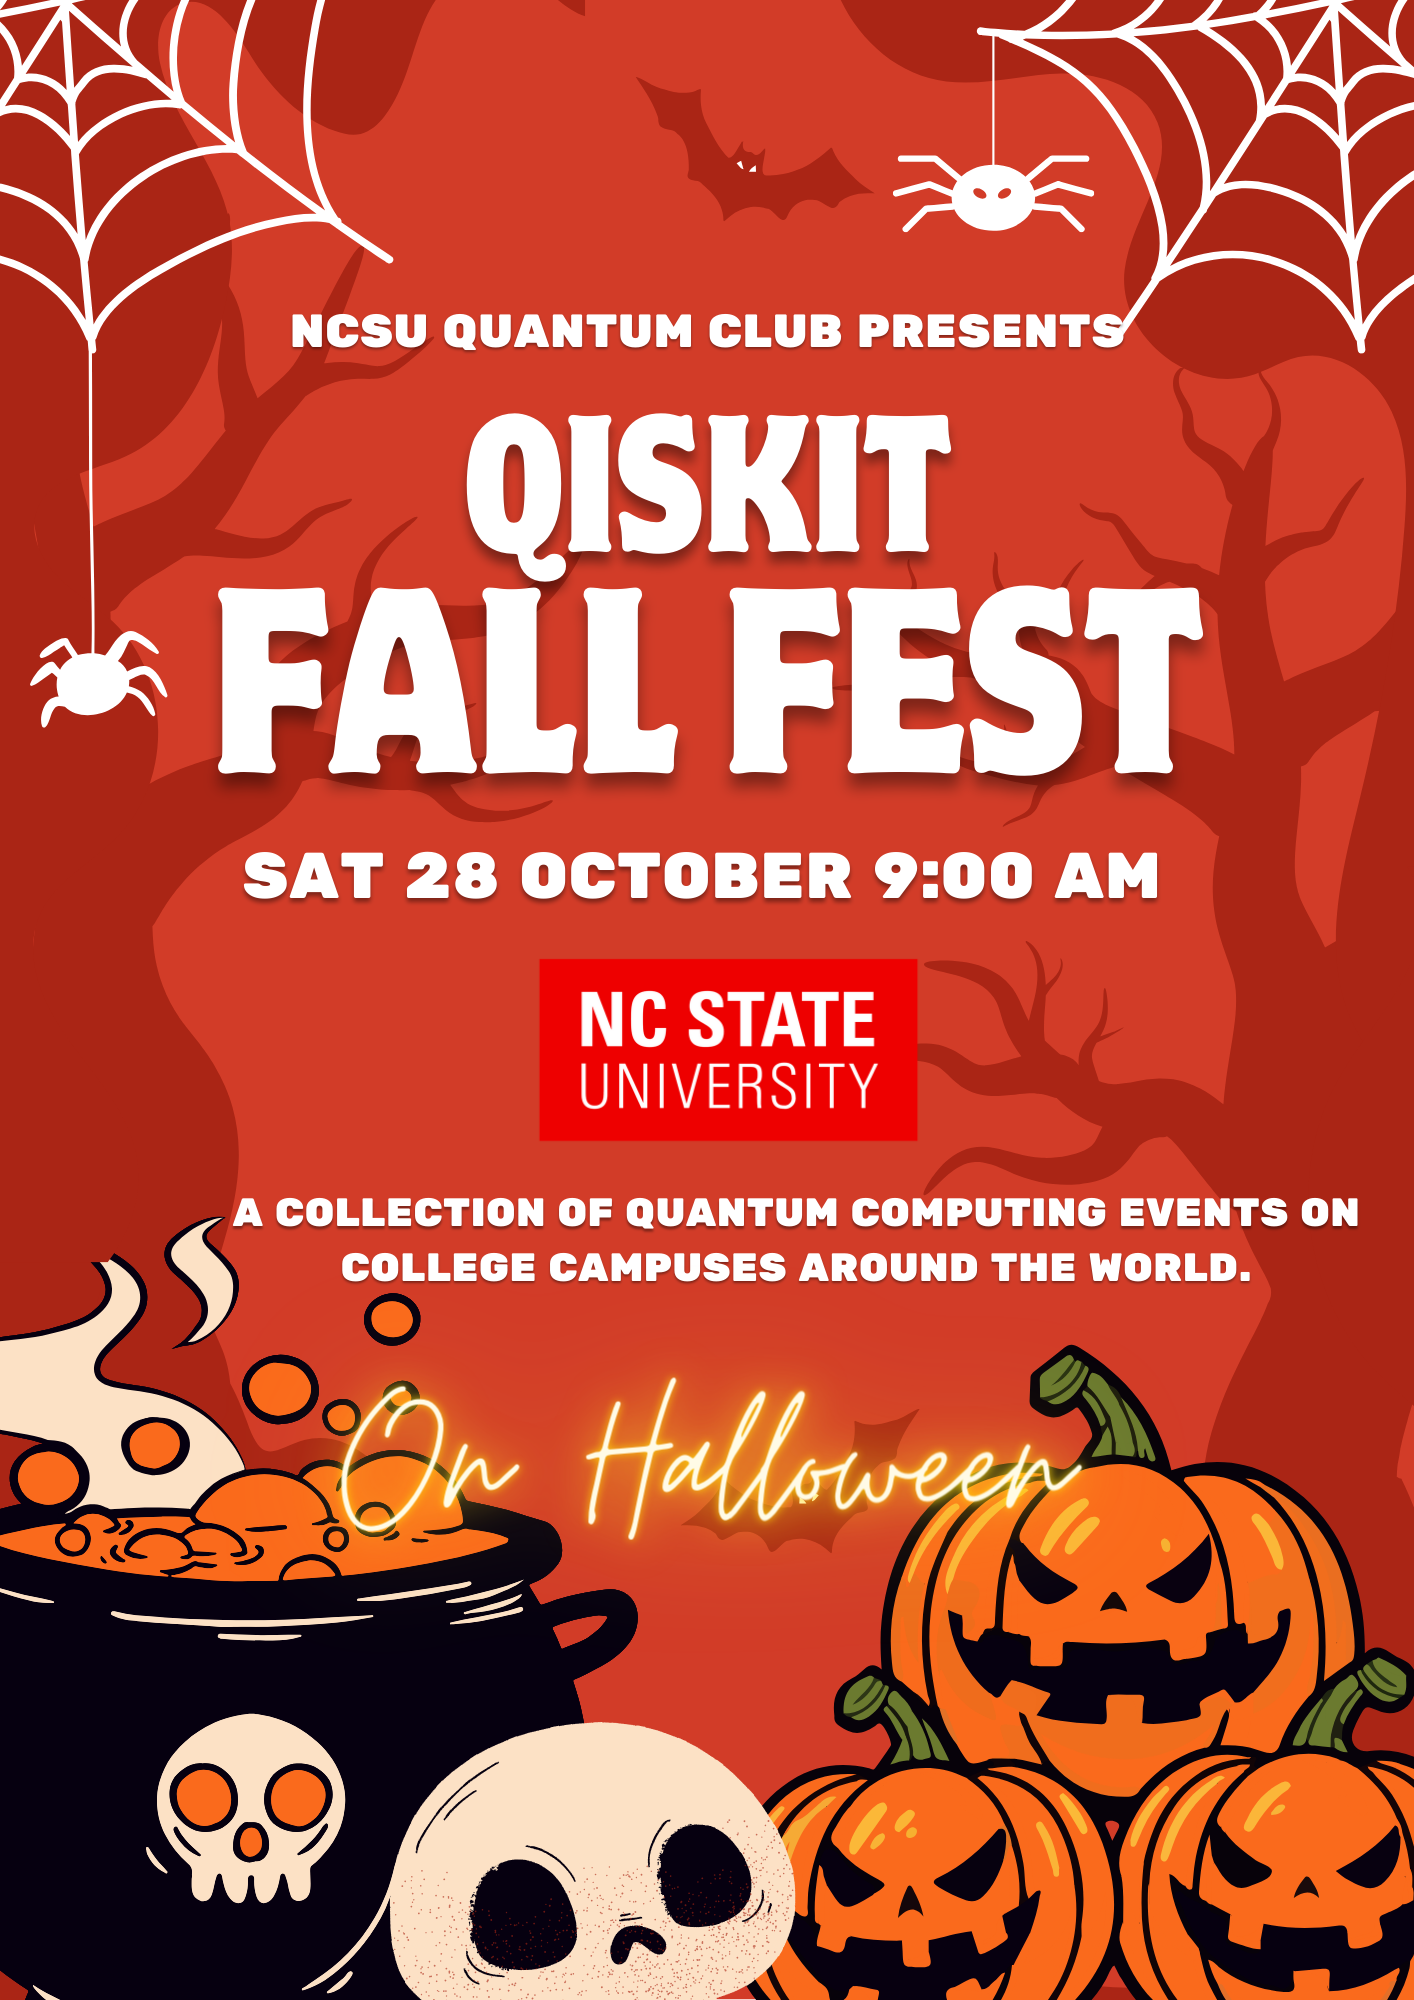 NCSU QUANTUM CLUB PRESENTS
QISKIT
FALL FEST
SAT 28 OCTOBER 9:00 AM
NC STATE
UNIVERSITY
A COLLECTION OF QUANTUM COMPUTING EVENTS ON
COLLEGE CAMPUSES AROUND THE WORLD.
On Halloween